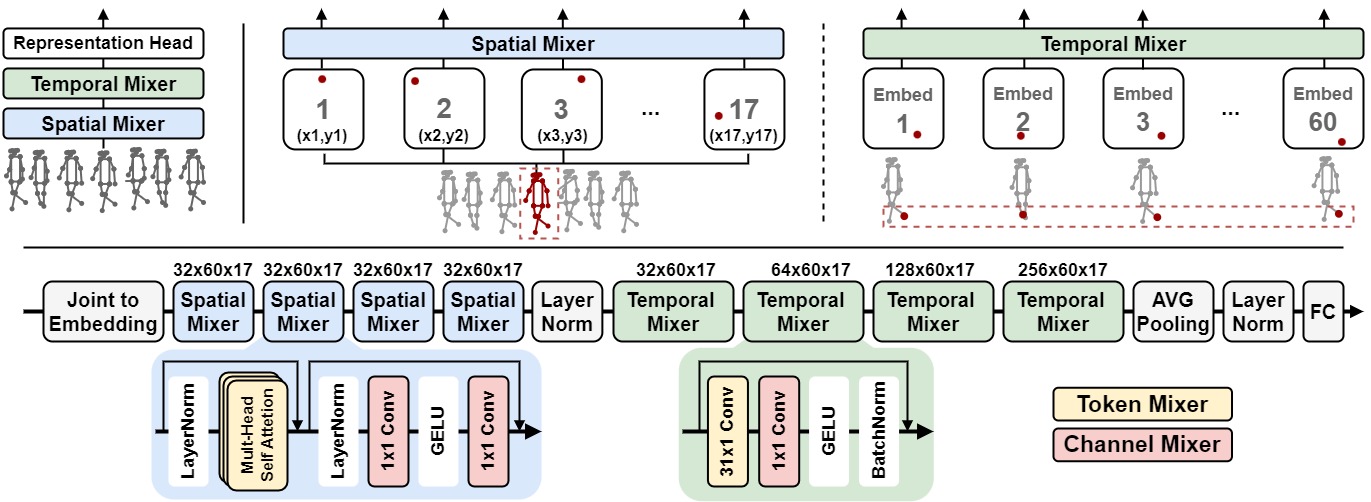 Representation Head
Temporal Mixer
Spatial Mixer
Spatial Mixer
1
(x1,y1)
2
(x2,y2)
3
(x3,y3)
...
17
(x17,y17)
Temporal Mixer
Embed
1
Embed
2
Embed
3
...
Embed
60
32x60x17
32x60x17
32x60x17
32x60x17
32x60x17
64x60x17
128x60x17
256x60x17
Joint to
Embedding
Spatial
Mixer
Spatial
Mixer
Spatial
Mixer
Spatial
Mixer
Layer
Norm
Temporal
Mixer
Temporal
Mixer
Temporal
Mixer
Temporal
Mixer
AVG
Pooling
Layer
Norm
FC
LayerNorm
Mult-Head
Self Attetion
LayerNorm
1x1 Conv
GELU
1x1 Conv
31x1 Conv
1x1 Conv
GELU
BatchNorm
Token Mixer
Channel Mixer